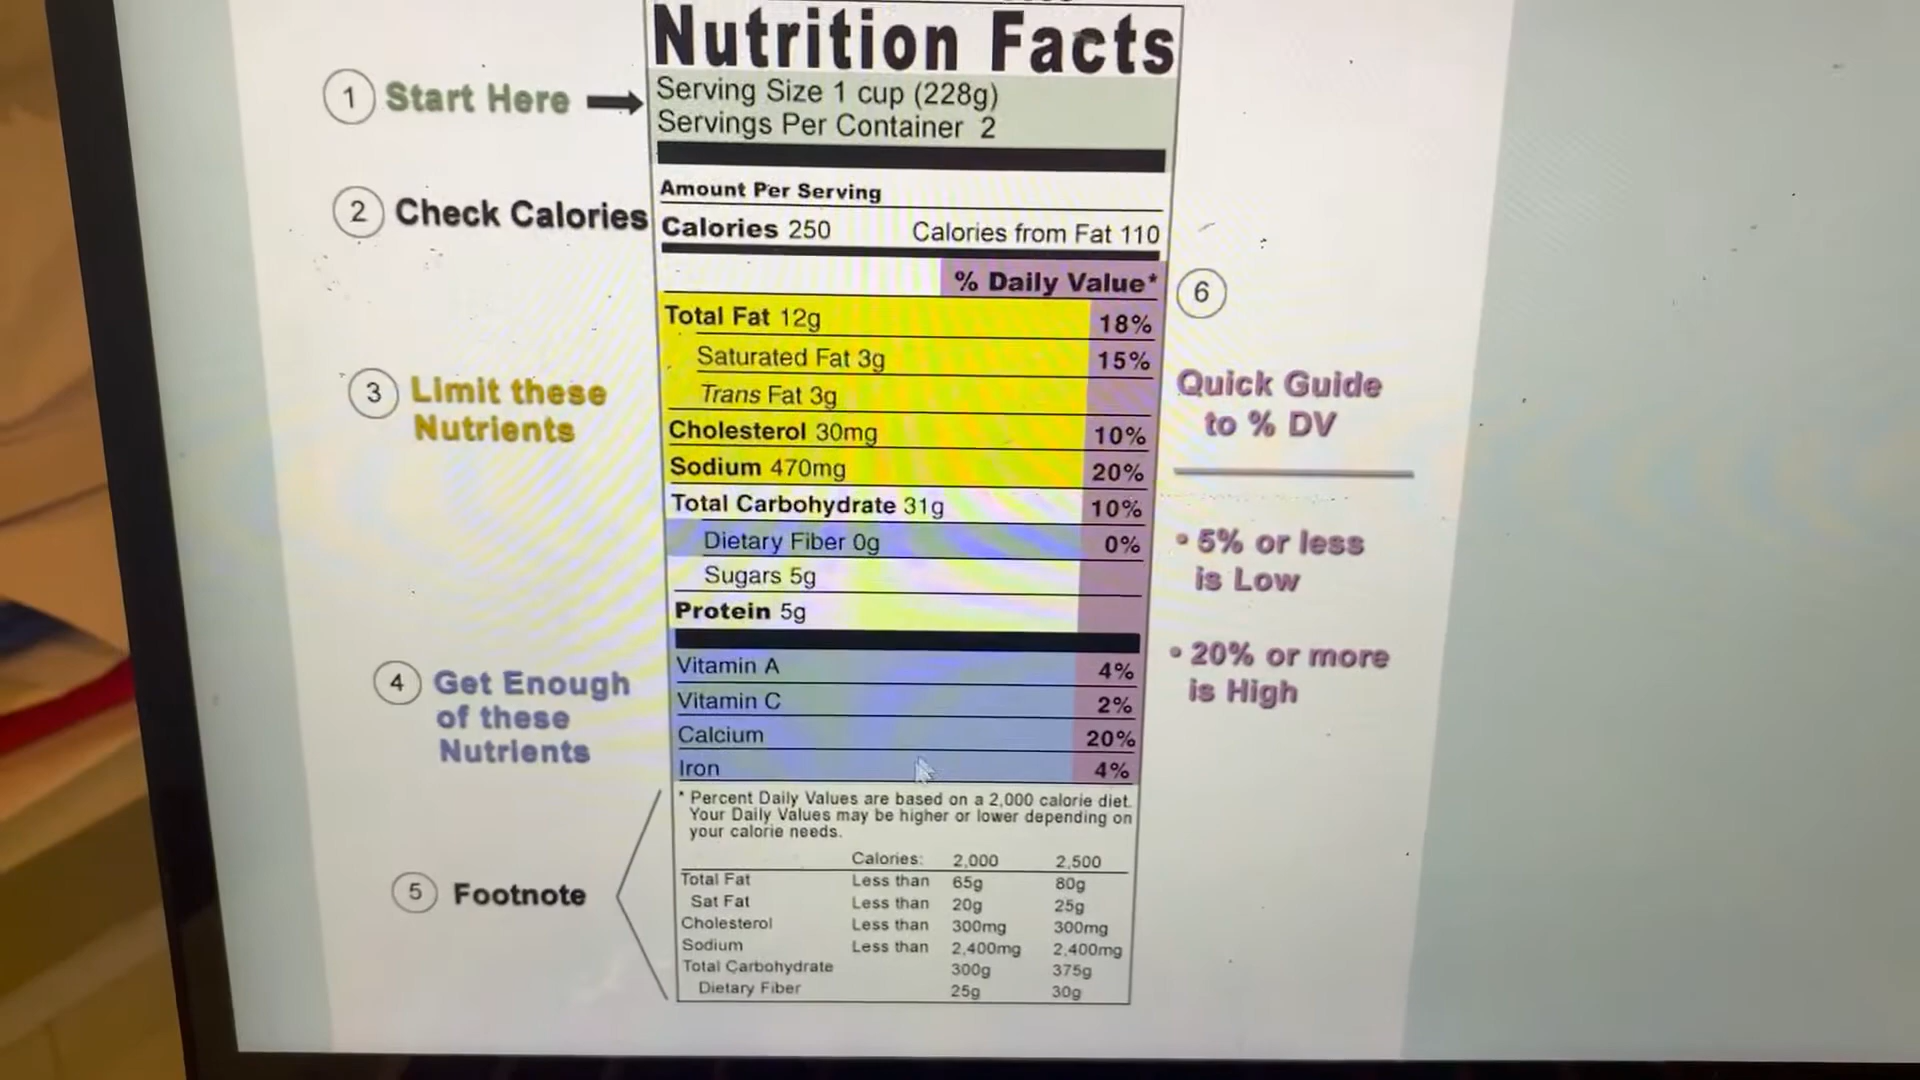 Nutrition Facts
1 Start Here
Serving Size 1 cup (228g)
Servings Per Container 2
Amount Per Serving
2 Check Calories
Calories 250 Calories from Fat 110
% Daily Value*
6
Total Fat 12g 18%
Saturated Fat 3g 15%
Trans Fat 3g
3 Limit these
Nutrients
Quick Guide
to % DV
Cholesterol 30mg 10%
Sodium 470mg 20%
Total Carbohydrate 31g 10%
Dietary Fiber 0g 0%
Sugars 5g
Protein 5g
• 5% or less
is Low
• 20% or more
is High
4 Get Enough
of these
Nutrients
Vitamin A 4%
Vitamin C 2%
Calcium 20%
Iron 4%
* Percent Daily Values are based on a 2,000 calorie diet.
Your Daily Values may be higher or lower depending on
your calorie needs.
5 Footnote
Calories: 2,000 2,500
Total Fat Less than 65g 80g
Sat Fat Less than 20g 25g
Cholesterol Less than 300mg 300mg
Sodium Less than 2,400mg 2,400mg
Total Carbohydrate 300g 375g
Dietary Fiber 25g 30g